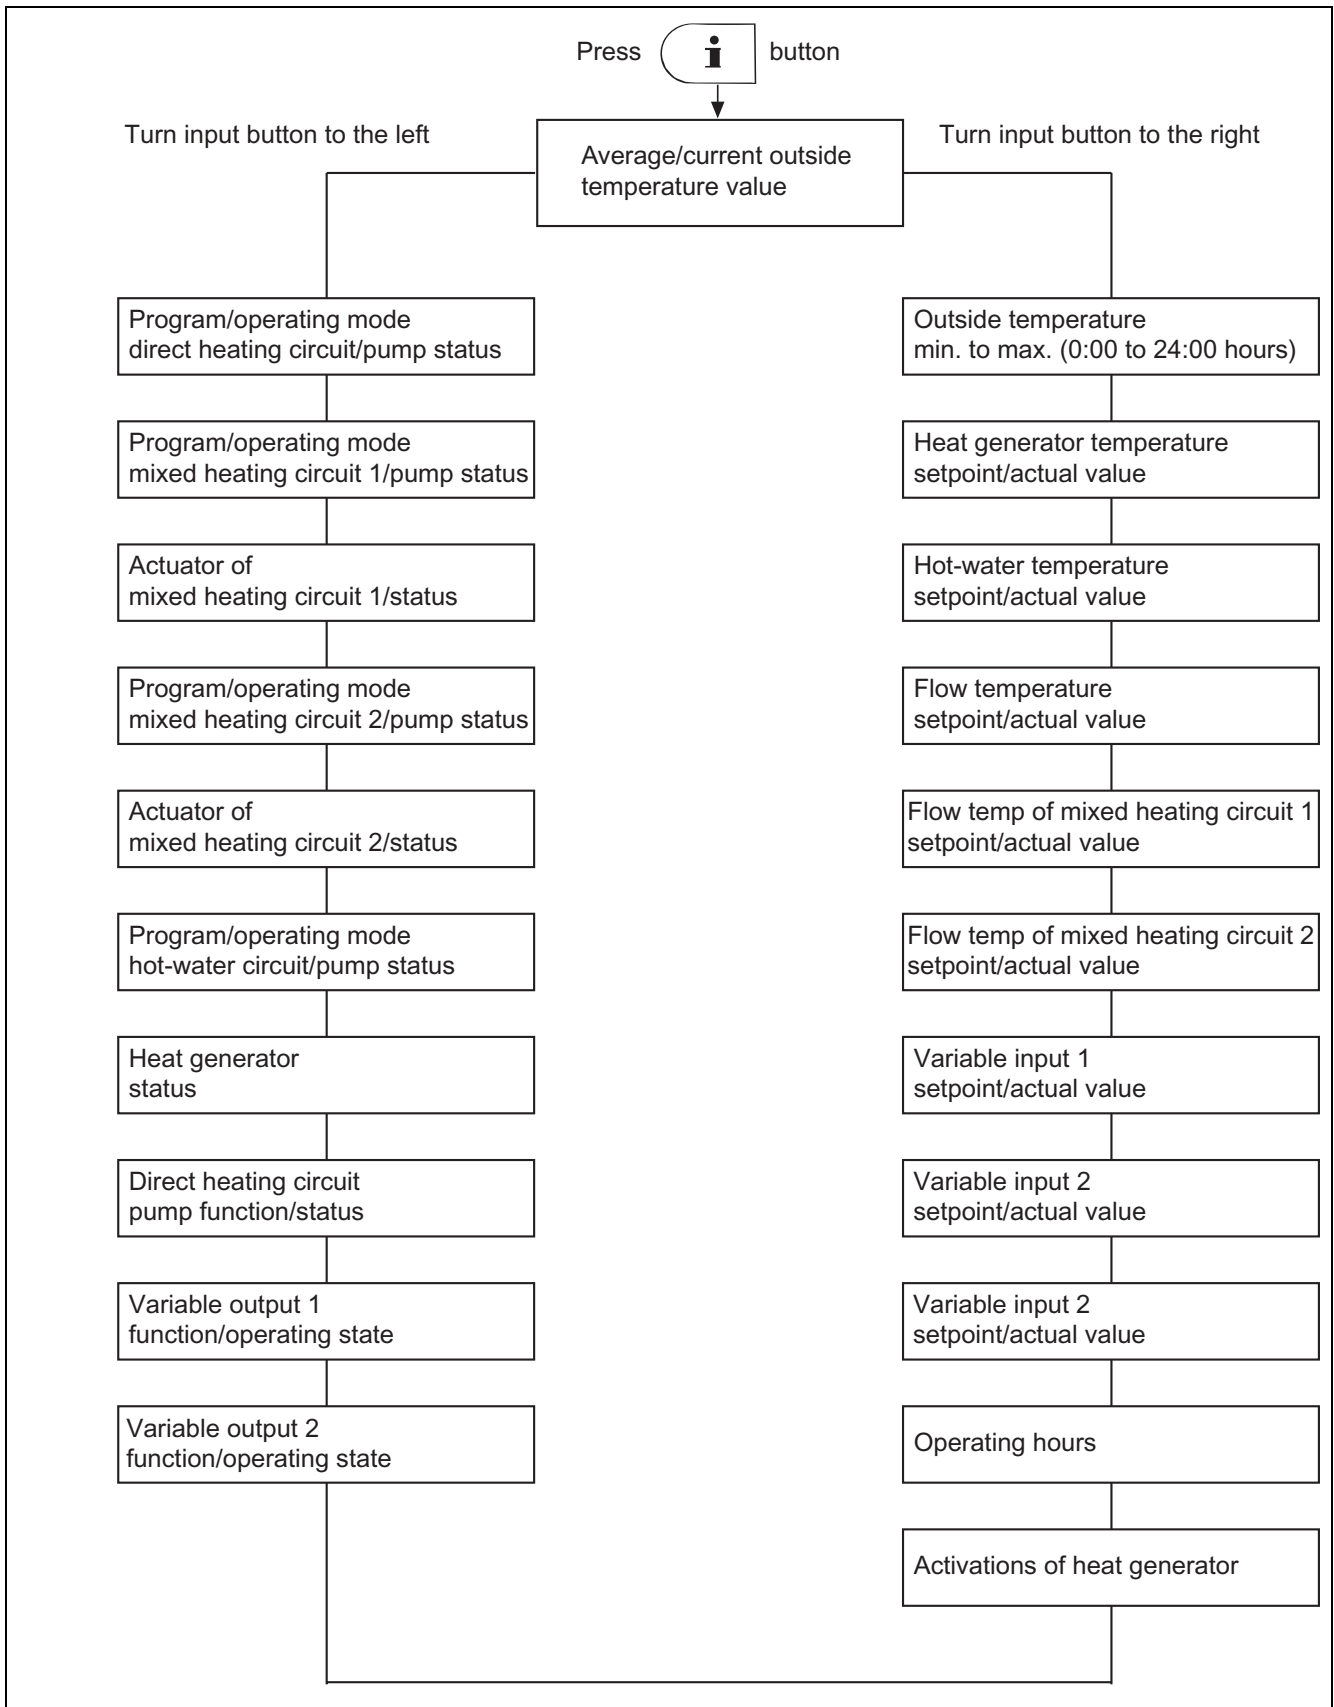 Press i button
Turn input button to the left
Average/current outside
temperature value
Turn input button to the right
Program/operating mode
direct heating circuit/pump status
Program/operating mode
mixed heating circuit 1/pump status
Actuator of
mixed heating circuit 1/status
Program/operating mode
mixed heating circuit 2/pump status
Actuator of
mixed heating circuit 2/status
Program/operating mode
hot-water circuit/pump status
Heat generator
status
Direct heating circuit
pump function/status
Variable output 1
function/operating state
Variable output 2
function/operating state
Outside temperature
min. to max. (0:00 to 24:00 hours)
Heat generator temperature
setpoint/actual value
Hot-water temperature
setpoint/actual value
Flow temperature
setpoint/actual value
Flow temp of mixed heating circuit 1
setpoint/actual value
Flow temp of mixed heating circuit 2
setpoint/actual value
Variable input 1
setpoint/actual value
Variable input 2
setpoint/actual value
Variable input 2
setpoint/actual value
Operating hours
Activations of heat generator